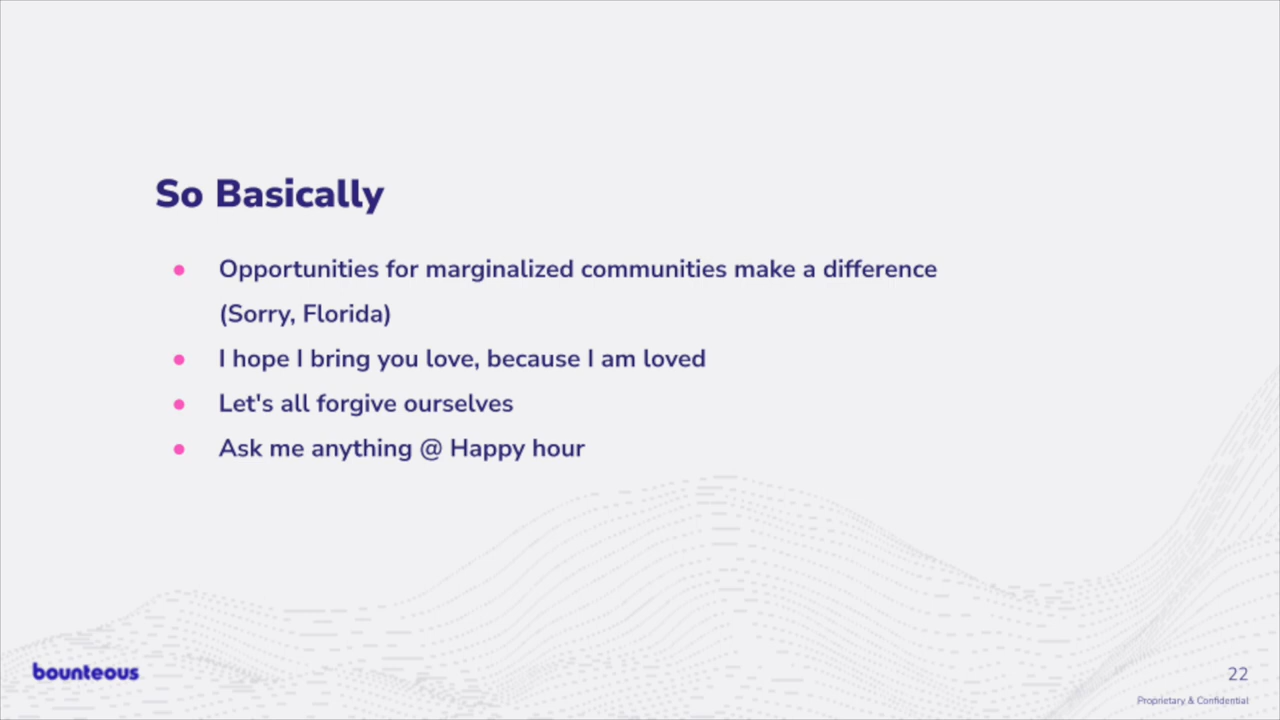 So Basically
● Opportunities for marginalized communities make a difference
(Sorry, Florida)
● I hope I bring you love, because I am loved
● Let's all forgive ourselves
● Ask me anything @ Happy hour
bounteous
22
Proprietary & Confidential